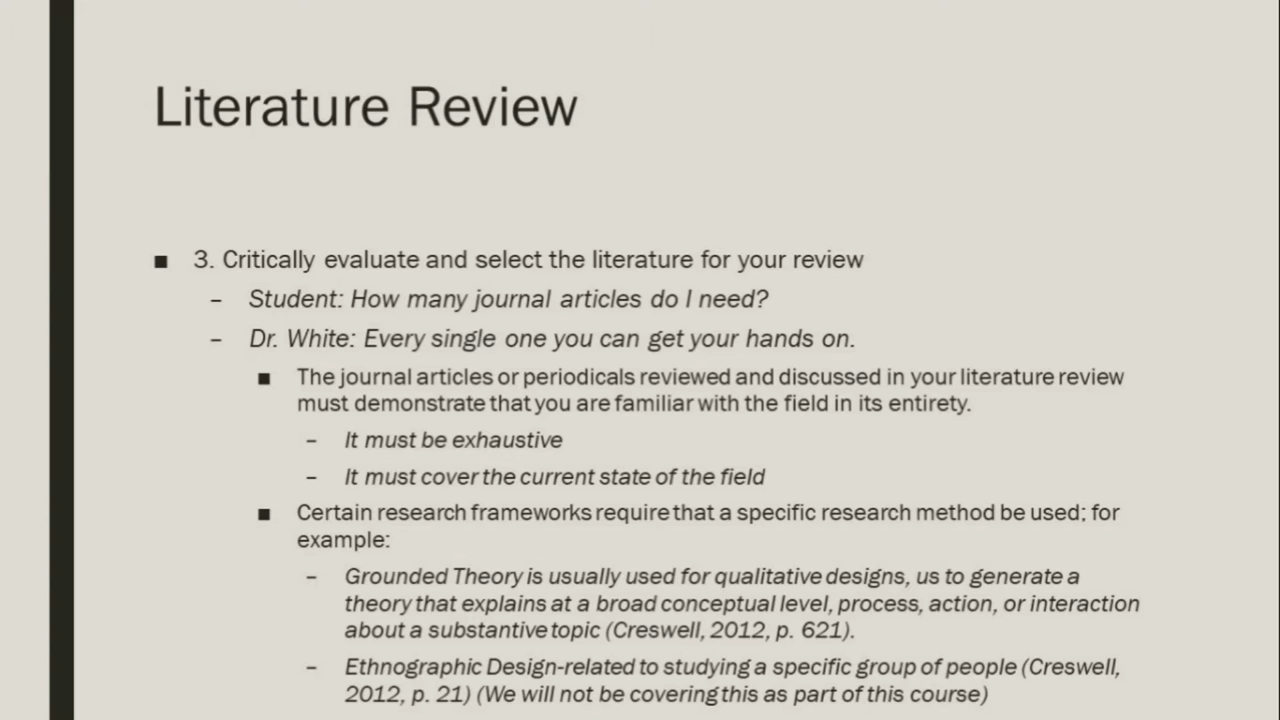 Literature Review
■ 3. Critically evaluate and select the literature for your review
– Student: How many journal articles do I need?
– Dr. White: Every single one you can get your hands on.
■ The journal articles or periodicals reviewed and discussed in your literature review
must demonstrate that you are familiar with the field in its entirety.
– It must be exhaustive
– It must cover the current state of the field
■ Certain research frameworks require that a specific research method be used; for
example:
– Grounded Theory is usually used for qualitative designs, us to generate a
theory that explains at a broad conceptual level, process, action, or interaction
about a substantive topic (Creswell, 2012, p. 621).
– Ethnographic Design-related to studying a specific group of people (Creswell,
2012, p. 21) (We will not be covering this as part of this course)